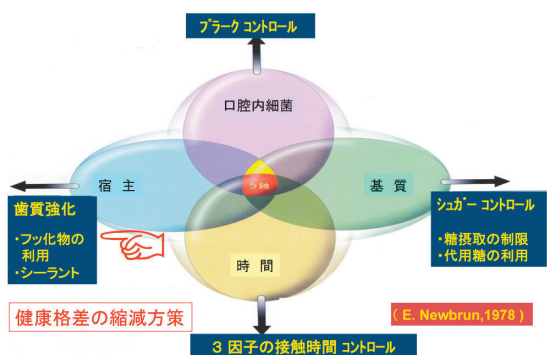 プラーク コントロール
口腔内細菌
宿主
う蝕
基質
時間
歯質強化
・フッ化物の
利用
・シーラント
シュガー コントロール
・糖摂取の制限
・代用糖の利用
健康格差の縮減方策
( E. Newbrun,1978 )
3 因子の接触時間 コントロール